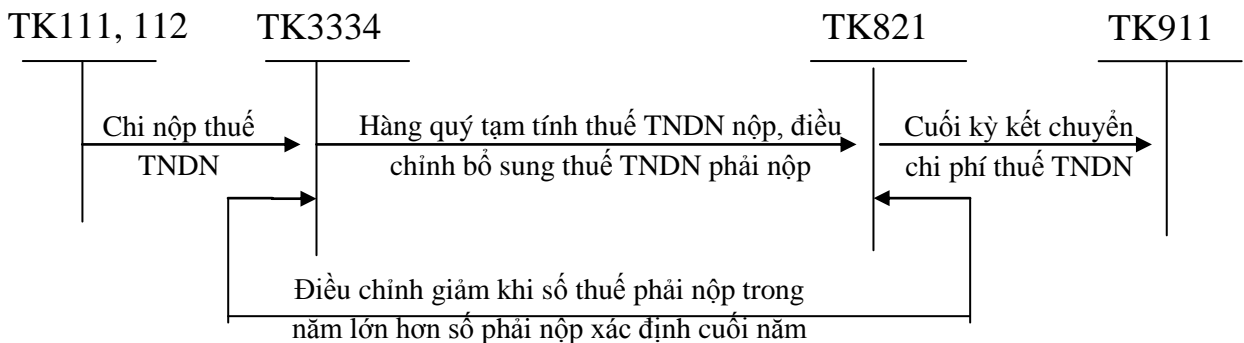 TK111, 112 TK3334 TK821 TK911
Chi nộp thuế
TNDN
Hàng quý tạm tính thuế TNDN nộp, điều
chỉnh bổ sung thuế TNDN phải nộp
Cuối kỳ kết chuyển
chi phí thuế TNDN
Điều chỉnh giảm khi số thuế phải nộp trong
năm lớn hơn số phải nộp xác định cuối năm